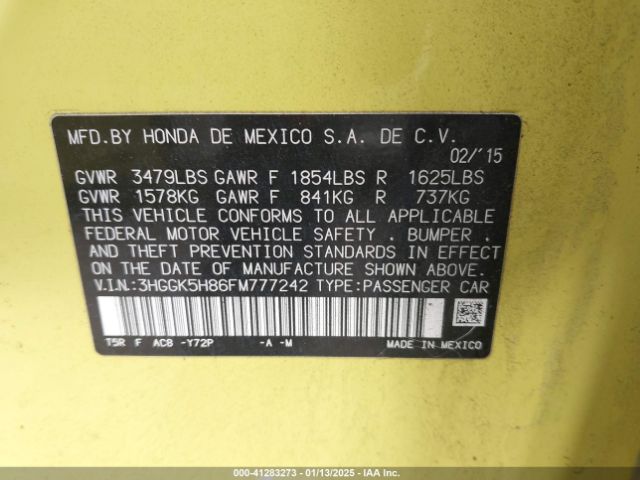 MFD.BY HONDA DE MEXICO S.A. DE C.V.
02/'15
GVWR 3479LBS GAWR F 1854LBS R 1625LBS
GVWR 1578KG GAWR F 841KG R 737KG
THIS VEHICLE CONFORMS TO ALL APPLICABLE
FEDERAL MOTOR VEHICLE SAFETY . BUMPER .
AND THEFT PREVENTION STANDARDS IN EFFECT
ON THE DATE OF MANUFACTURE SHOWN ABOVE.
V.I.N.:3HGGK5H86FM777242 TYPE:PASSENGER CAR
T5R F AC8 -Y72P -A -M MADE IN MEXICO
000-41283273 - 01/13/2025 - IAA Inc.